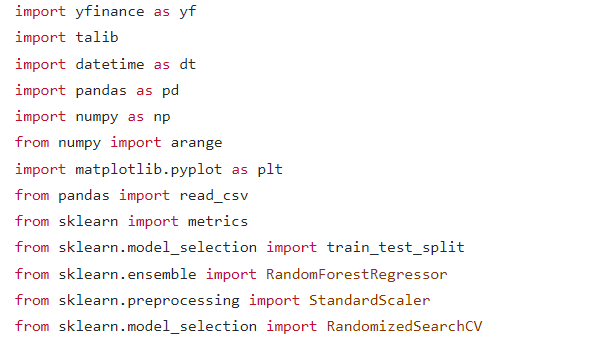 import yfinance as yf
import talib
import datetime as dt
import pandas as pd
import numpy as np
from numpy import arange
import matplotlib.pyplot as plt
from pandas import read_csv
from sklearn import metrics
from sklearn.model_selection import train_test_split
from sklearn.ensemble import RandomForestRegressor
from sklearn.preprocessing import StandardScaler
from sklearn.model_selection import RandomizedSearchCV